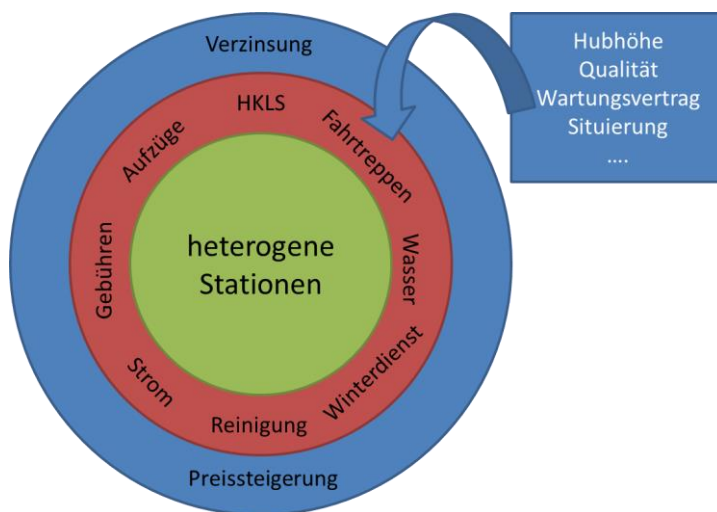 Verzinsung
HKLS
Fahrtreppen
Wasser
Winterdienst
Reinigung
Strom
Gebühren
Aufzüge
heterogene
Stationen
Preissteigerung
Hubhöhe
Qualität
Wartungsvertrag
Situierung
....